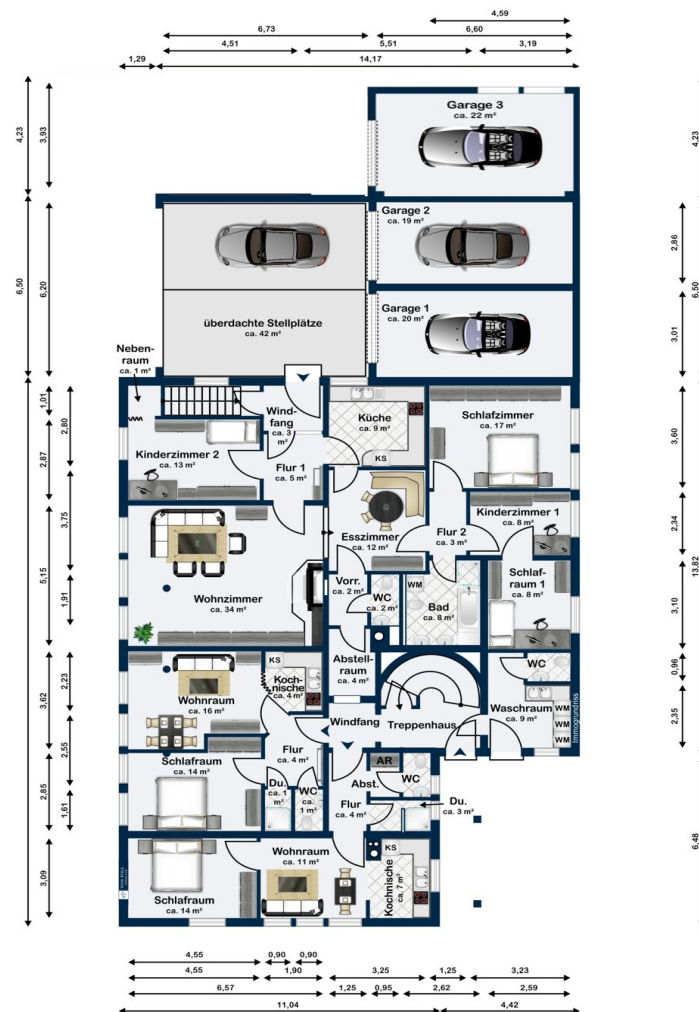 4,59
6,73
6,60
4,51
5,51
3,19
1,29
14,17
4,23
3,93
4,23
Garage 3
ca. 22 m²
Garage 2
ca. 19 m²
6,50
6,20
2,86
6,50
Garage 1
ca. 20 m²
3,01
überdachte Stellplätze
ca. 42 m²
Neben-
raum
ca. 1 m²
1,01
2,80
Wind-
fang
ca. 3
m²
Küche
ca. 9 m²
KS
Schlafzimmer
ca. 17 m²
3,60
2,87
Kinderzimmer 2
ca. 13 m²
Flur 1
ca. 5 m²
Kinderzimmer 1
ca. 8 m²
2,34
3,75
Esszimmer
ca. 12 m²
Flur 2
ca. 3 m²
5,15
13,82
1,91
Wohnzimmer
ca. 34 m²
Vorr.
ca. 2 m²
WC
ca. 2 m²
WM
Bad
ca. 8 m²
Schlaf-
raum 1
ca. 8 m²
3,10
Abstell-
raum
ca. 4 m²
WC
0,96
3,62
2,23
KS
Koch-
nische
ca. 4 m²
Wohnraum
ca. 16 m²
Windfang
Treppenhaus
Waschraum
ca. 9 m²
WM
WM
WM
2,35
Immogrundriss
2,55
Flur
ca. 4 m²
Schlafraum
ca. 14 m²
AR
Abst.
WC
2,85
1,61
Du.
ca. 1
m²
WC
ca. 1
m²
Flur
ca. 4 m²
Du.
ca. 3 m²
6,48
Wohnraum
ca. 11 m²
KS
Kochnische
ca. 7 m²
3,09
Schlafraum
ca. 14 m²
4,55
0,90
0,90
4,55
1,90
3,25
1,25
3,23
6,57
1,25
0,95
2,62
2,59
11,04
4,42